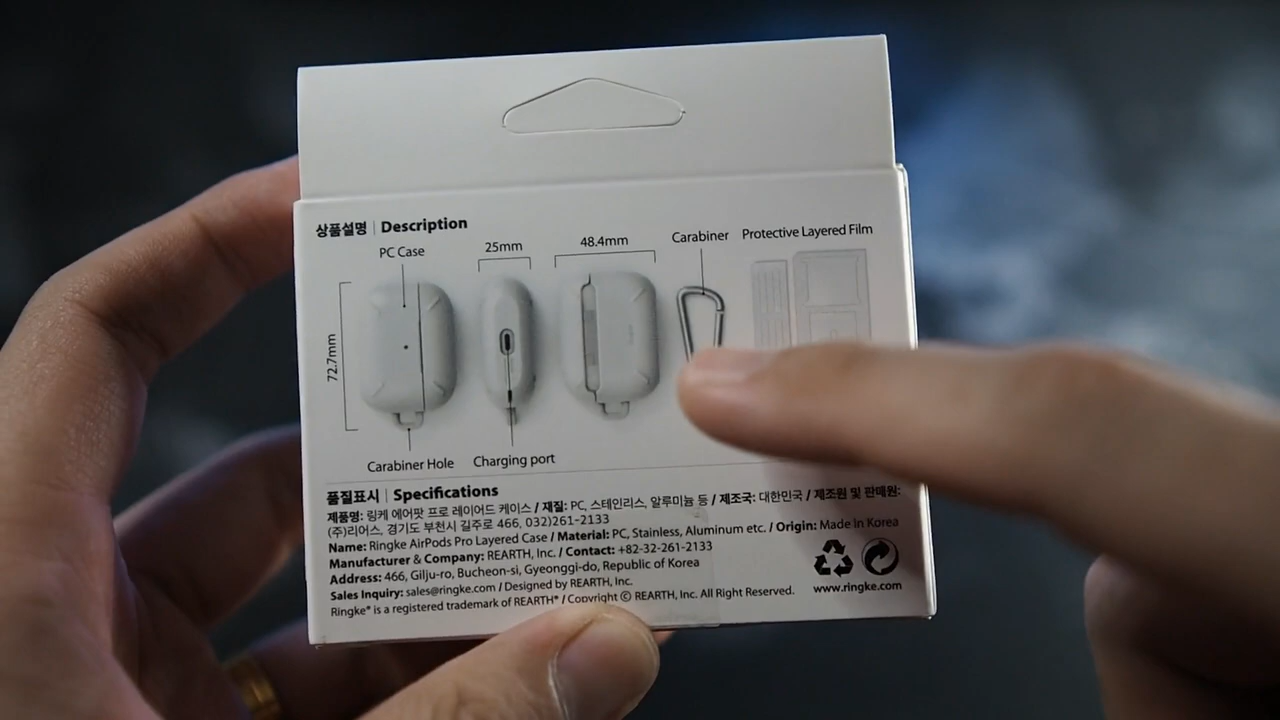 상품설명 | Description
PC Case
25mm
48.4mm
Carabiner
Protective Layered Film
72.7mm
Carabiner Hole
Charging port
품질표시 | Specifications
제품명: 링케 에어팟 프로 레이어드 케이스 / 재질: PC, 스테인리스, 알루미늄 등 / 제조국: 대한민국 / 제조원 및 판매원:
(주)리어스, 경기도 부천시 길주로 466, 032)261-2133
Name: Ringke AirPods Pro Layered Case / Material: PC, Stainless, Aluminum etc. / Origin: Made in Korea
Manufacturer & Company: REARTH, Inc. / Contact: +82-32-261-2133
Address: 466, Gilju-ro, Bucheon-si, Gyeonggi-do, Republic of Korea
Sales Inquiry: sales@ringke.com / Designed by REARTH, Inc.
Ringke® is a registered trademark of REARTH® / Copyright © REARTH, Inc. All Right Reserved.
www.ringke.com